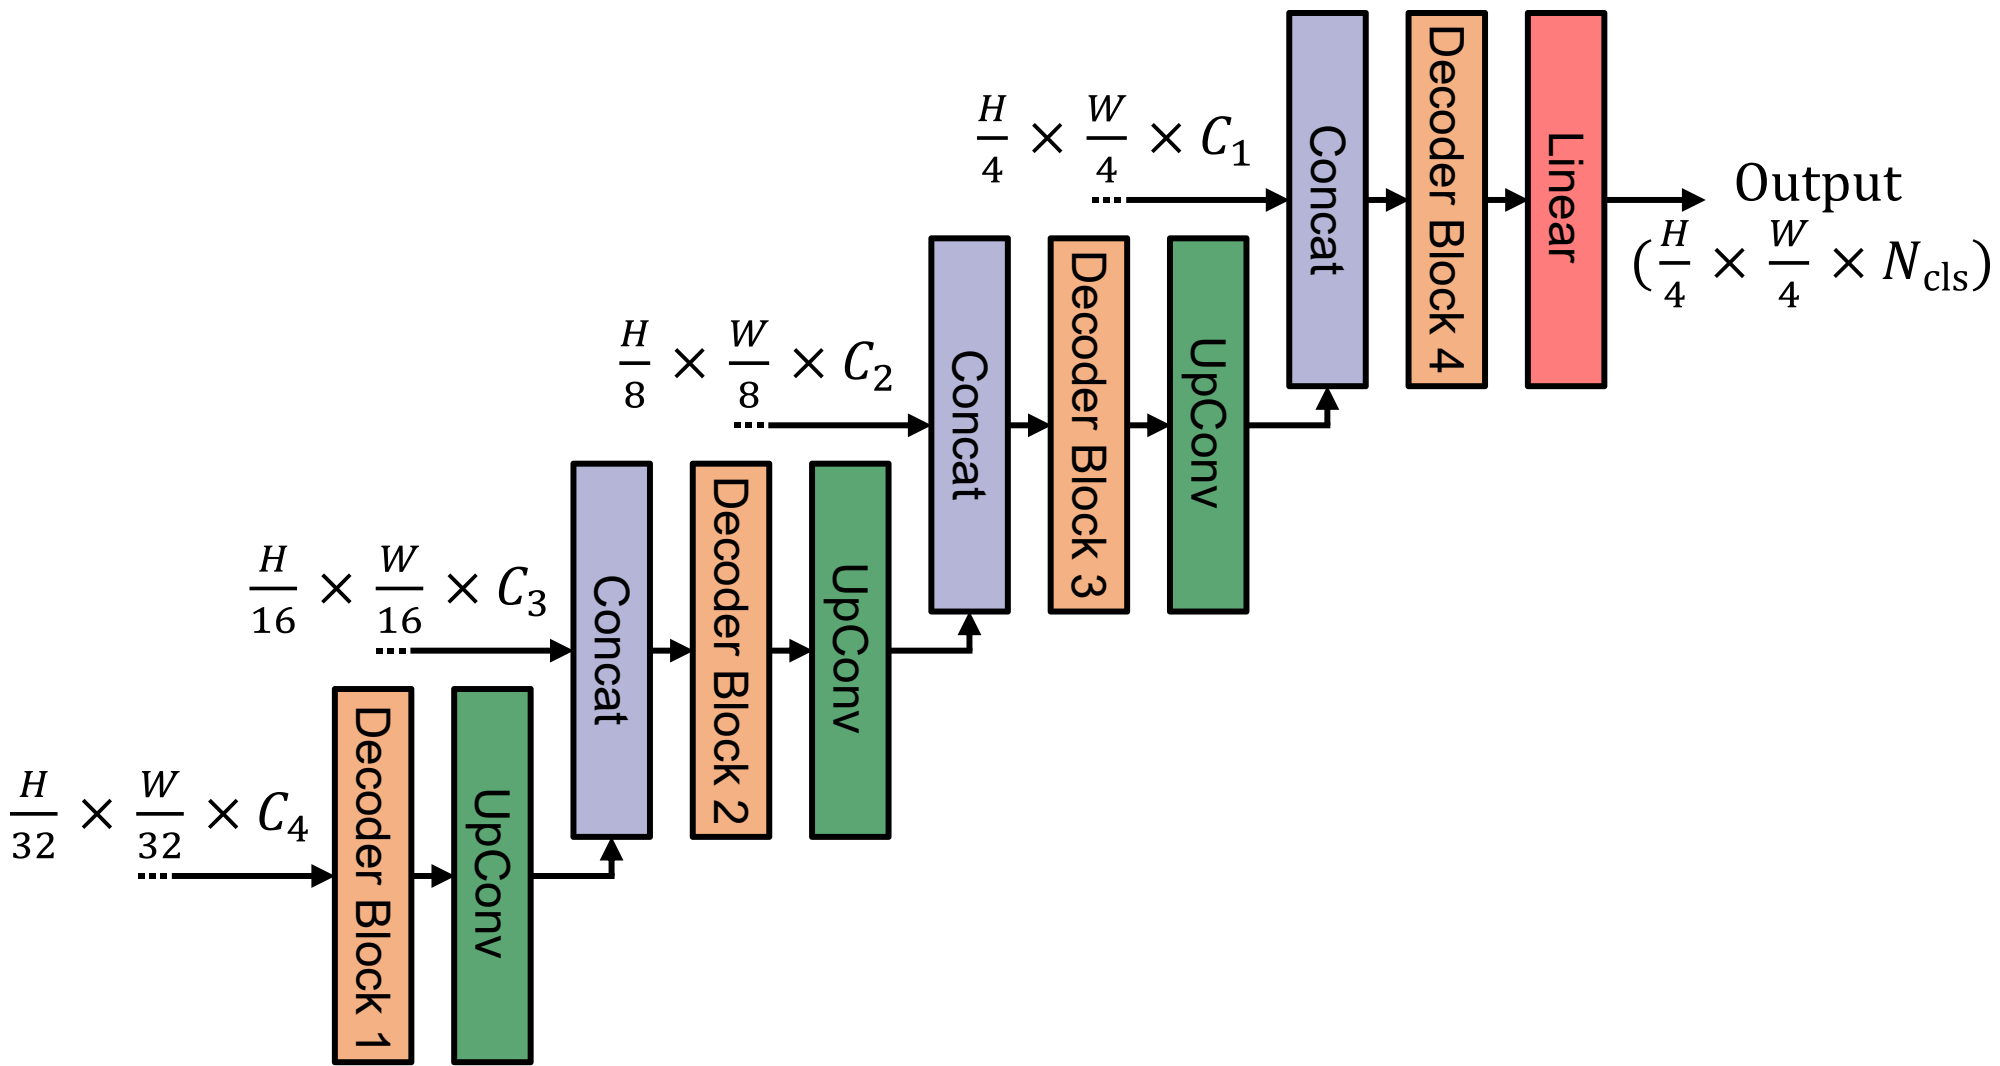 H/4 × W/4 × C₁
Concat
Decoder Block 4
Linear
Output
(H/4 × W/4 × N_cls)
H/8 × W/8 × C₂
Concat
Decoder Block 3
UpConv
H/16 × W/16 × C₃
Concat
Decoder Block 2
UpConv
H/32 × W/32 × C₄
Decoder Block 1
UpConv